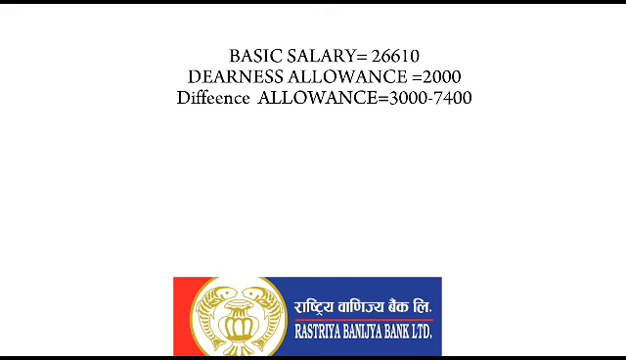 BASIC SALARY= 26610
DEARNESS ALLOWANCE =2000
Diffeence ALLOWANCE=3000-7400
राष्ट्रिय वाणिज्य बैंक लि.
RASTRIYA BANIJYA BANK LTD.